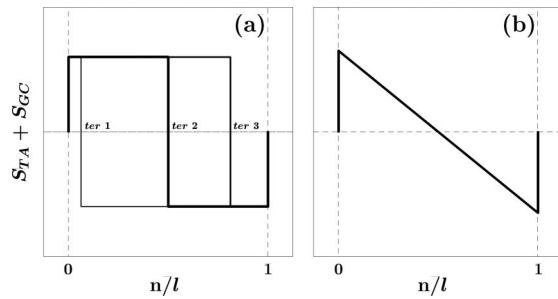 (a)
(b)
S_TA + S_GC
ter 1
ter 2
ter 3
0
1
0
1
n/l
n/l